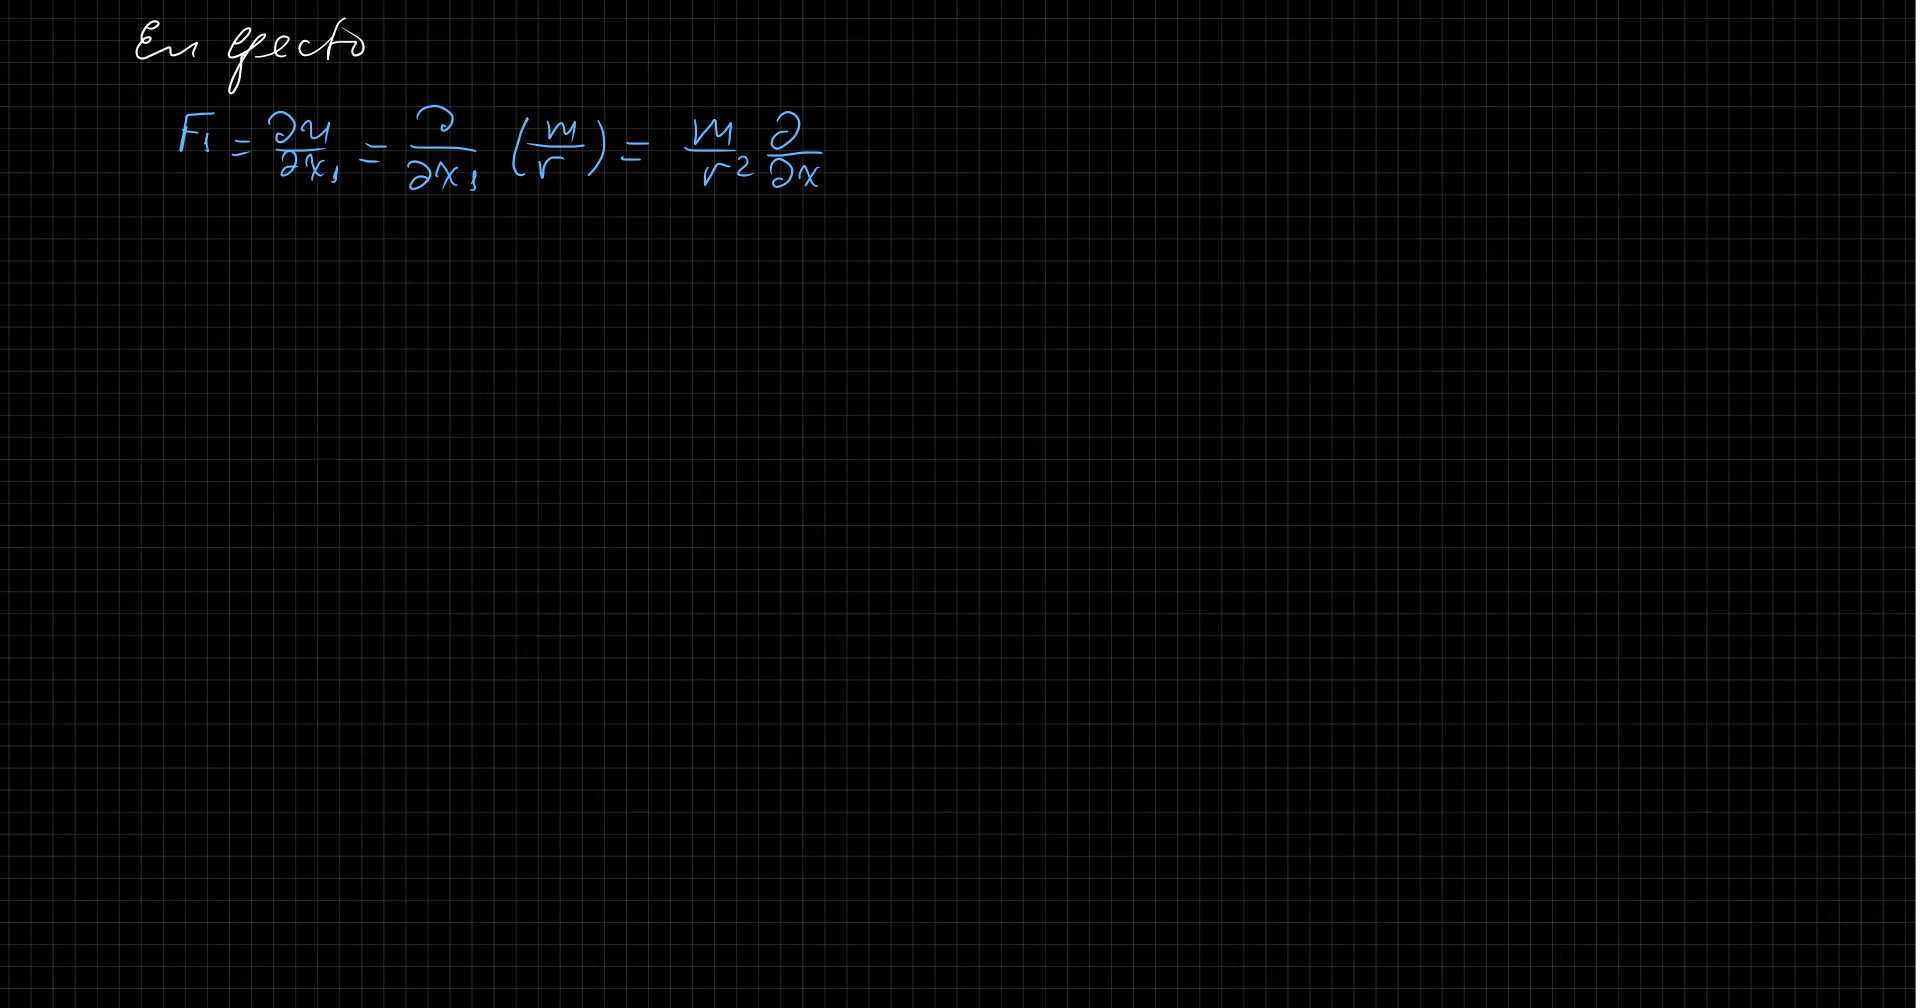 En efecto
F₁ = ∂u/∂x₁ = ∂/∂x₁ (m/r) = m/r² ∂/∂x